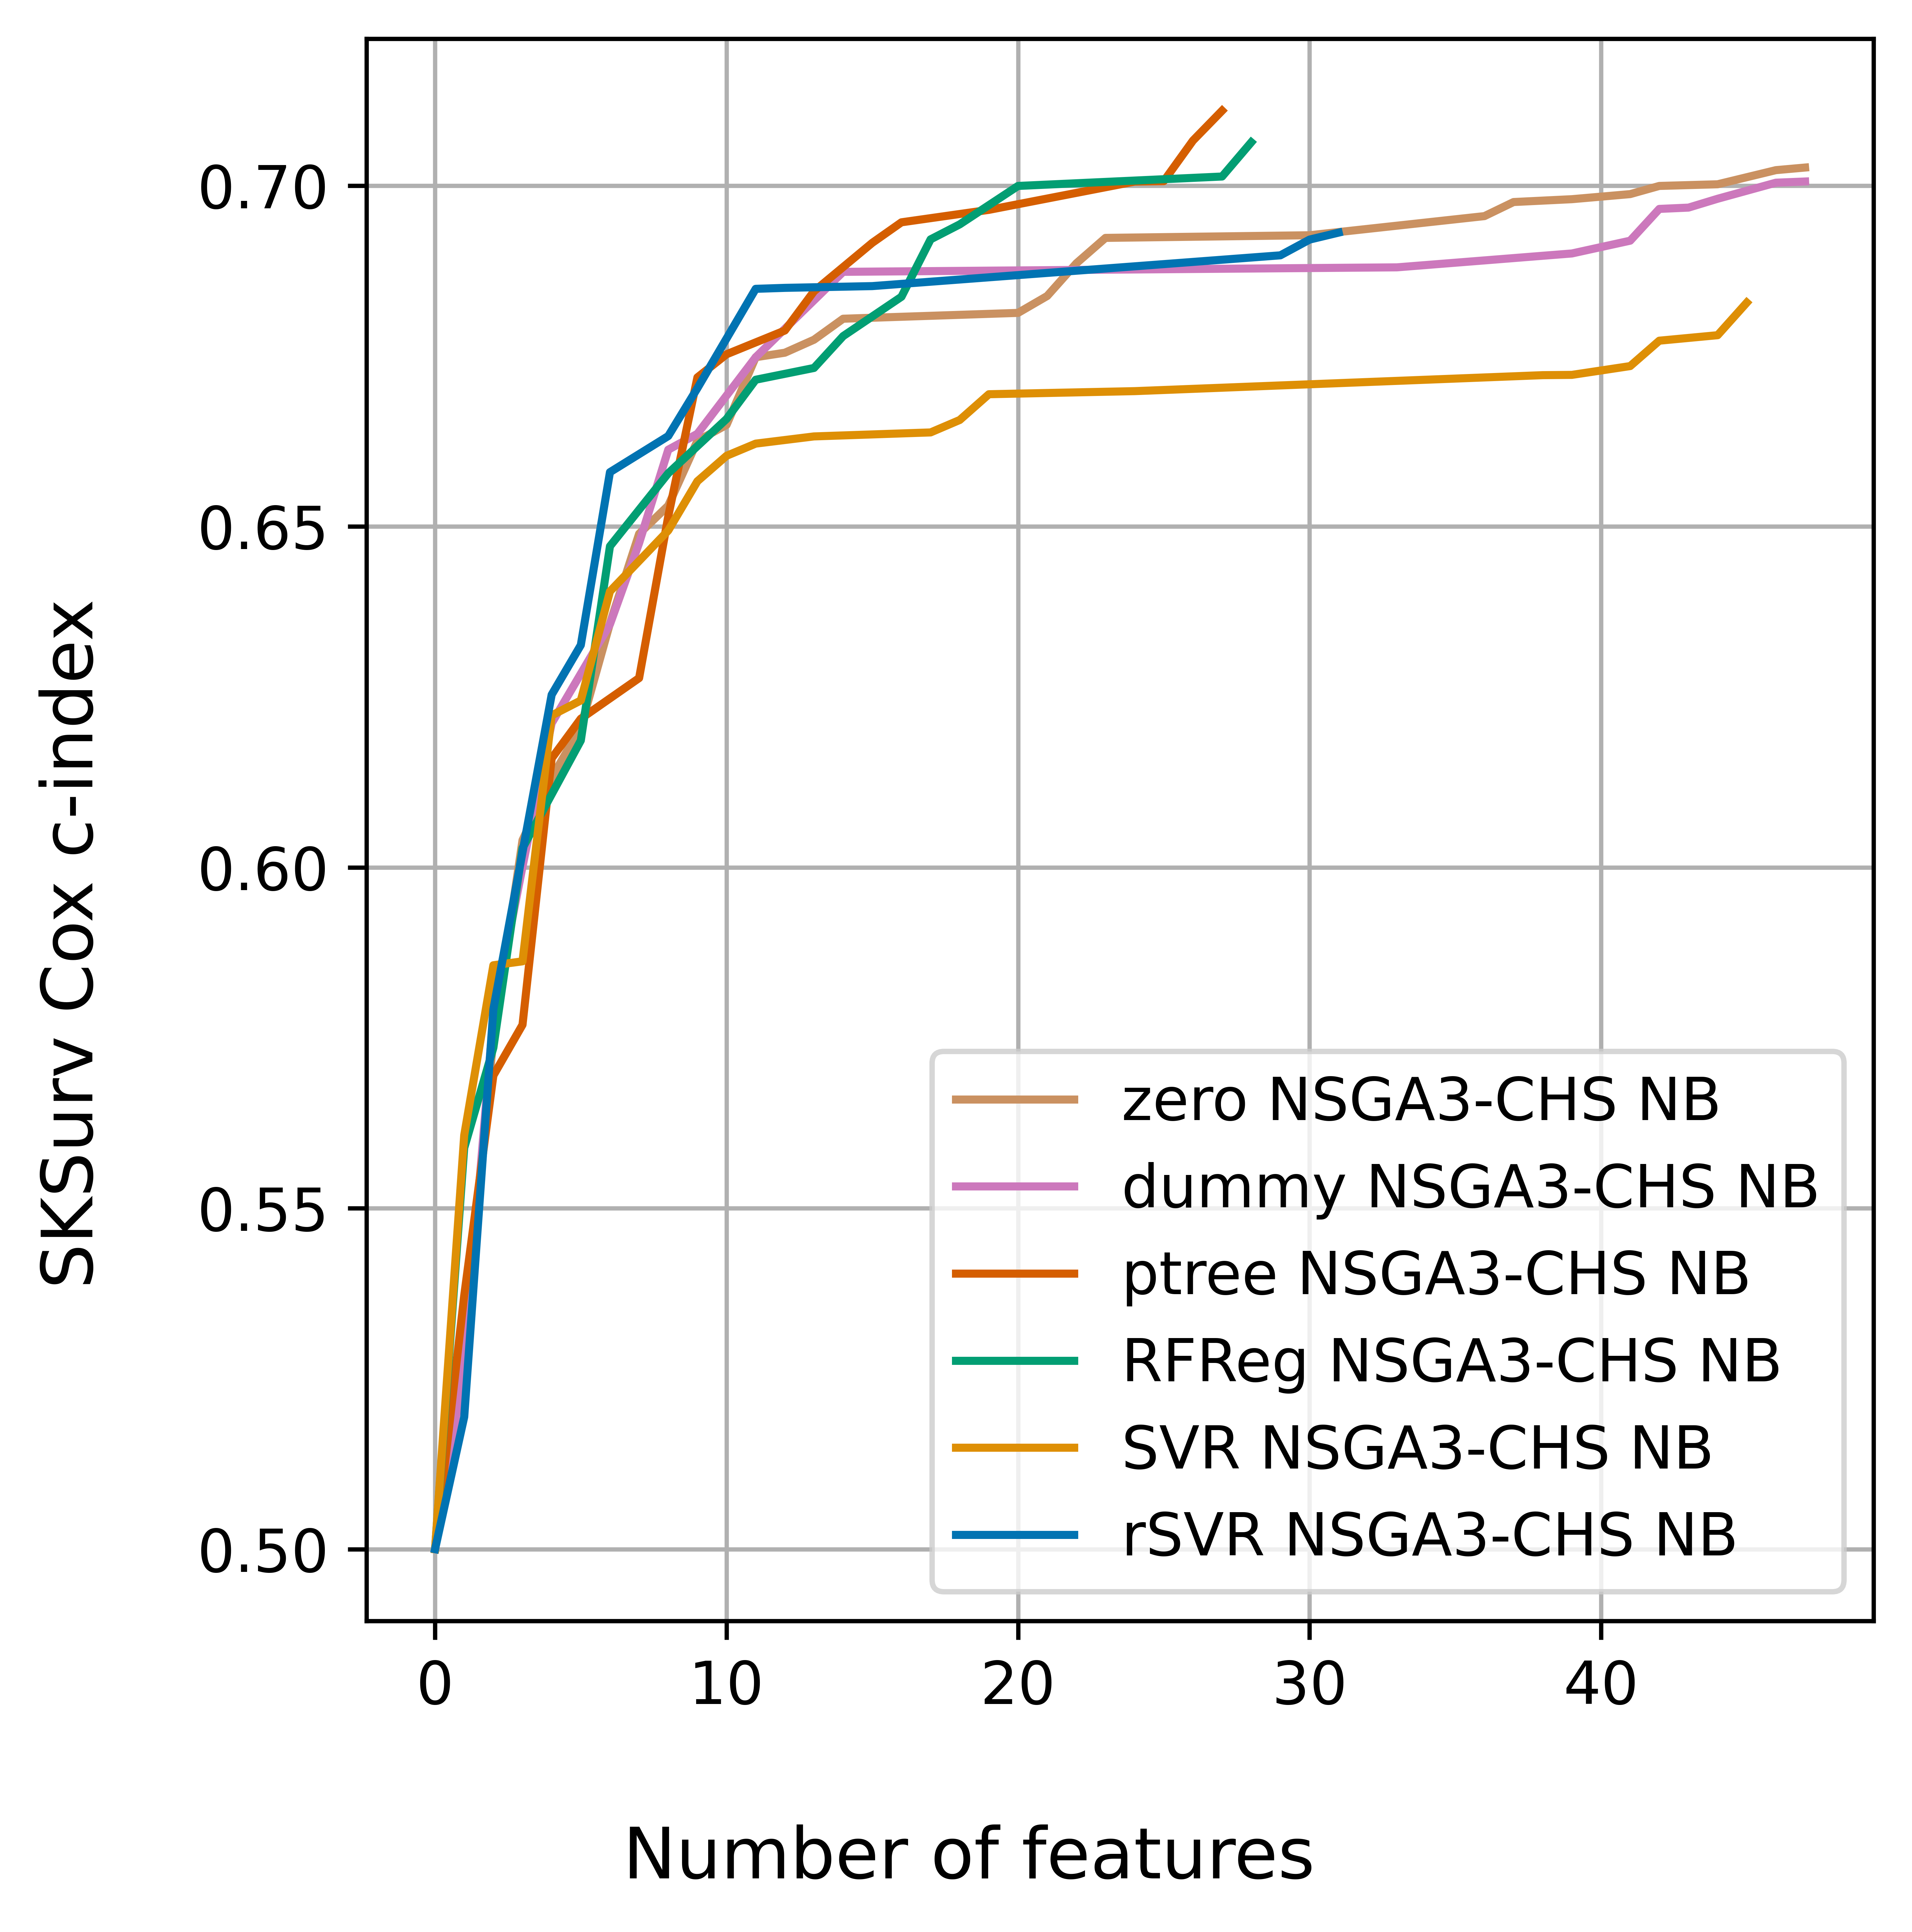 SKSurv Cox c-index
0.70
0.65
0.60
0.55
0.50
zero NSGA3-CHS NB
dummy NSGA3-CHS NB
ptree NSGA3-CHS NB
RFReg NSGA3-CHS NB
SVR NSGA3-CHS NB
rSVR NSGA3-CHS NB
0 10 20 30 40
Number of features